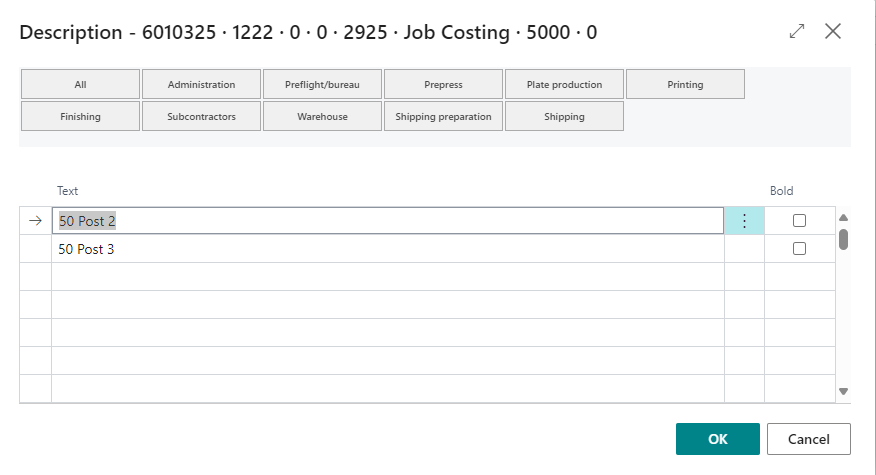 Description - 6010325 · 1222 · 0 · 0 · 2925 · Job Costing · 5000 · 0
All Administration Preflight/bureau Prepress Plate production Printing
Finishing Subcontractors Warehouse Shipping preparation Shipping
Text Bold
50 Post 2
50 Post 3
OK Cancel